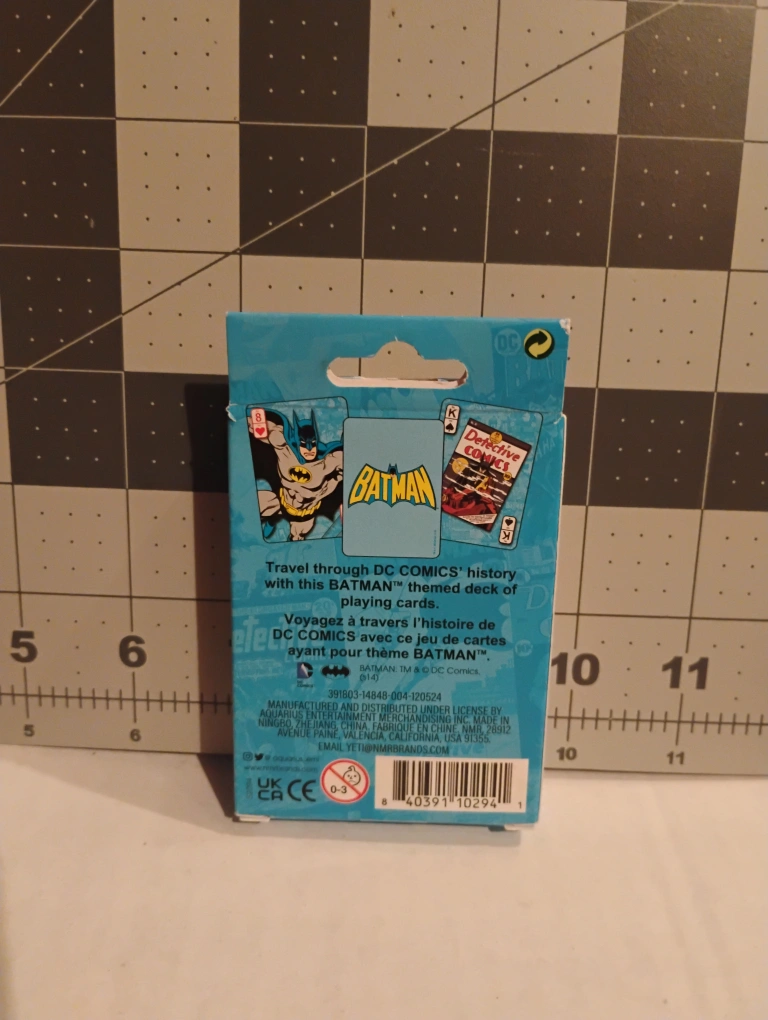 DC
8
K
Detective
COMICS
BATMAN
K
Travel through DC COMICS' history
with this BATMAN™ themed deck of
playing cards.
Voyagez à travers l'histoire de
DC COMICS avec ce jeu de cartes
ayant pour thème BATMAN™.
BATMAN: TM & © DC Comics.
(s14)
391803-14848-004-120524
MANUFACTURED AND DISTRIBUTED UNDER LICENSE BY
AQUARIUS ENTERTAINMENT MERCHANDISING INC. MADE IN
NINGBO, ZHEJIANG, CHINA. FABRIQUE EN CHINE. NMR, 28912
AVENUE PAINE, VALENCIA, CALIFORNIA, USA 91355.
EMAIL YETI@NMRBRANDS.COM
UK
CA CE
0-3
8 40391 10294 1
5 6 10 11
5 6 10 11